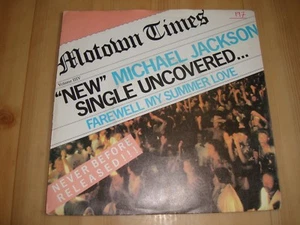 Motown Times
"NEW" MICHAEL JACKSON
SINGLE UNCOVERED...
FAREWELL MY SUMMER LOVE
NEVER BEFORE
RELEASED!!